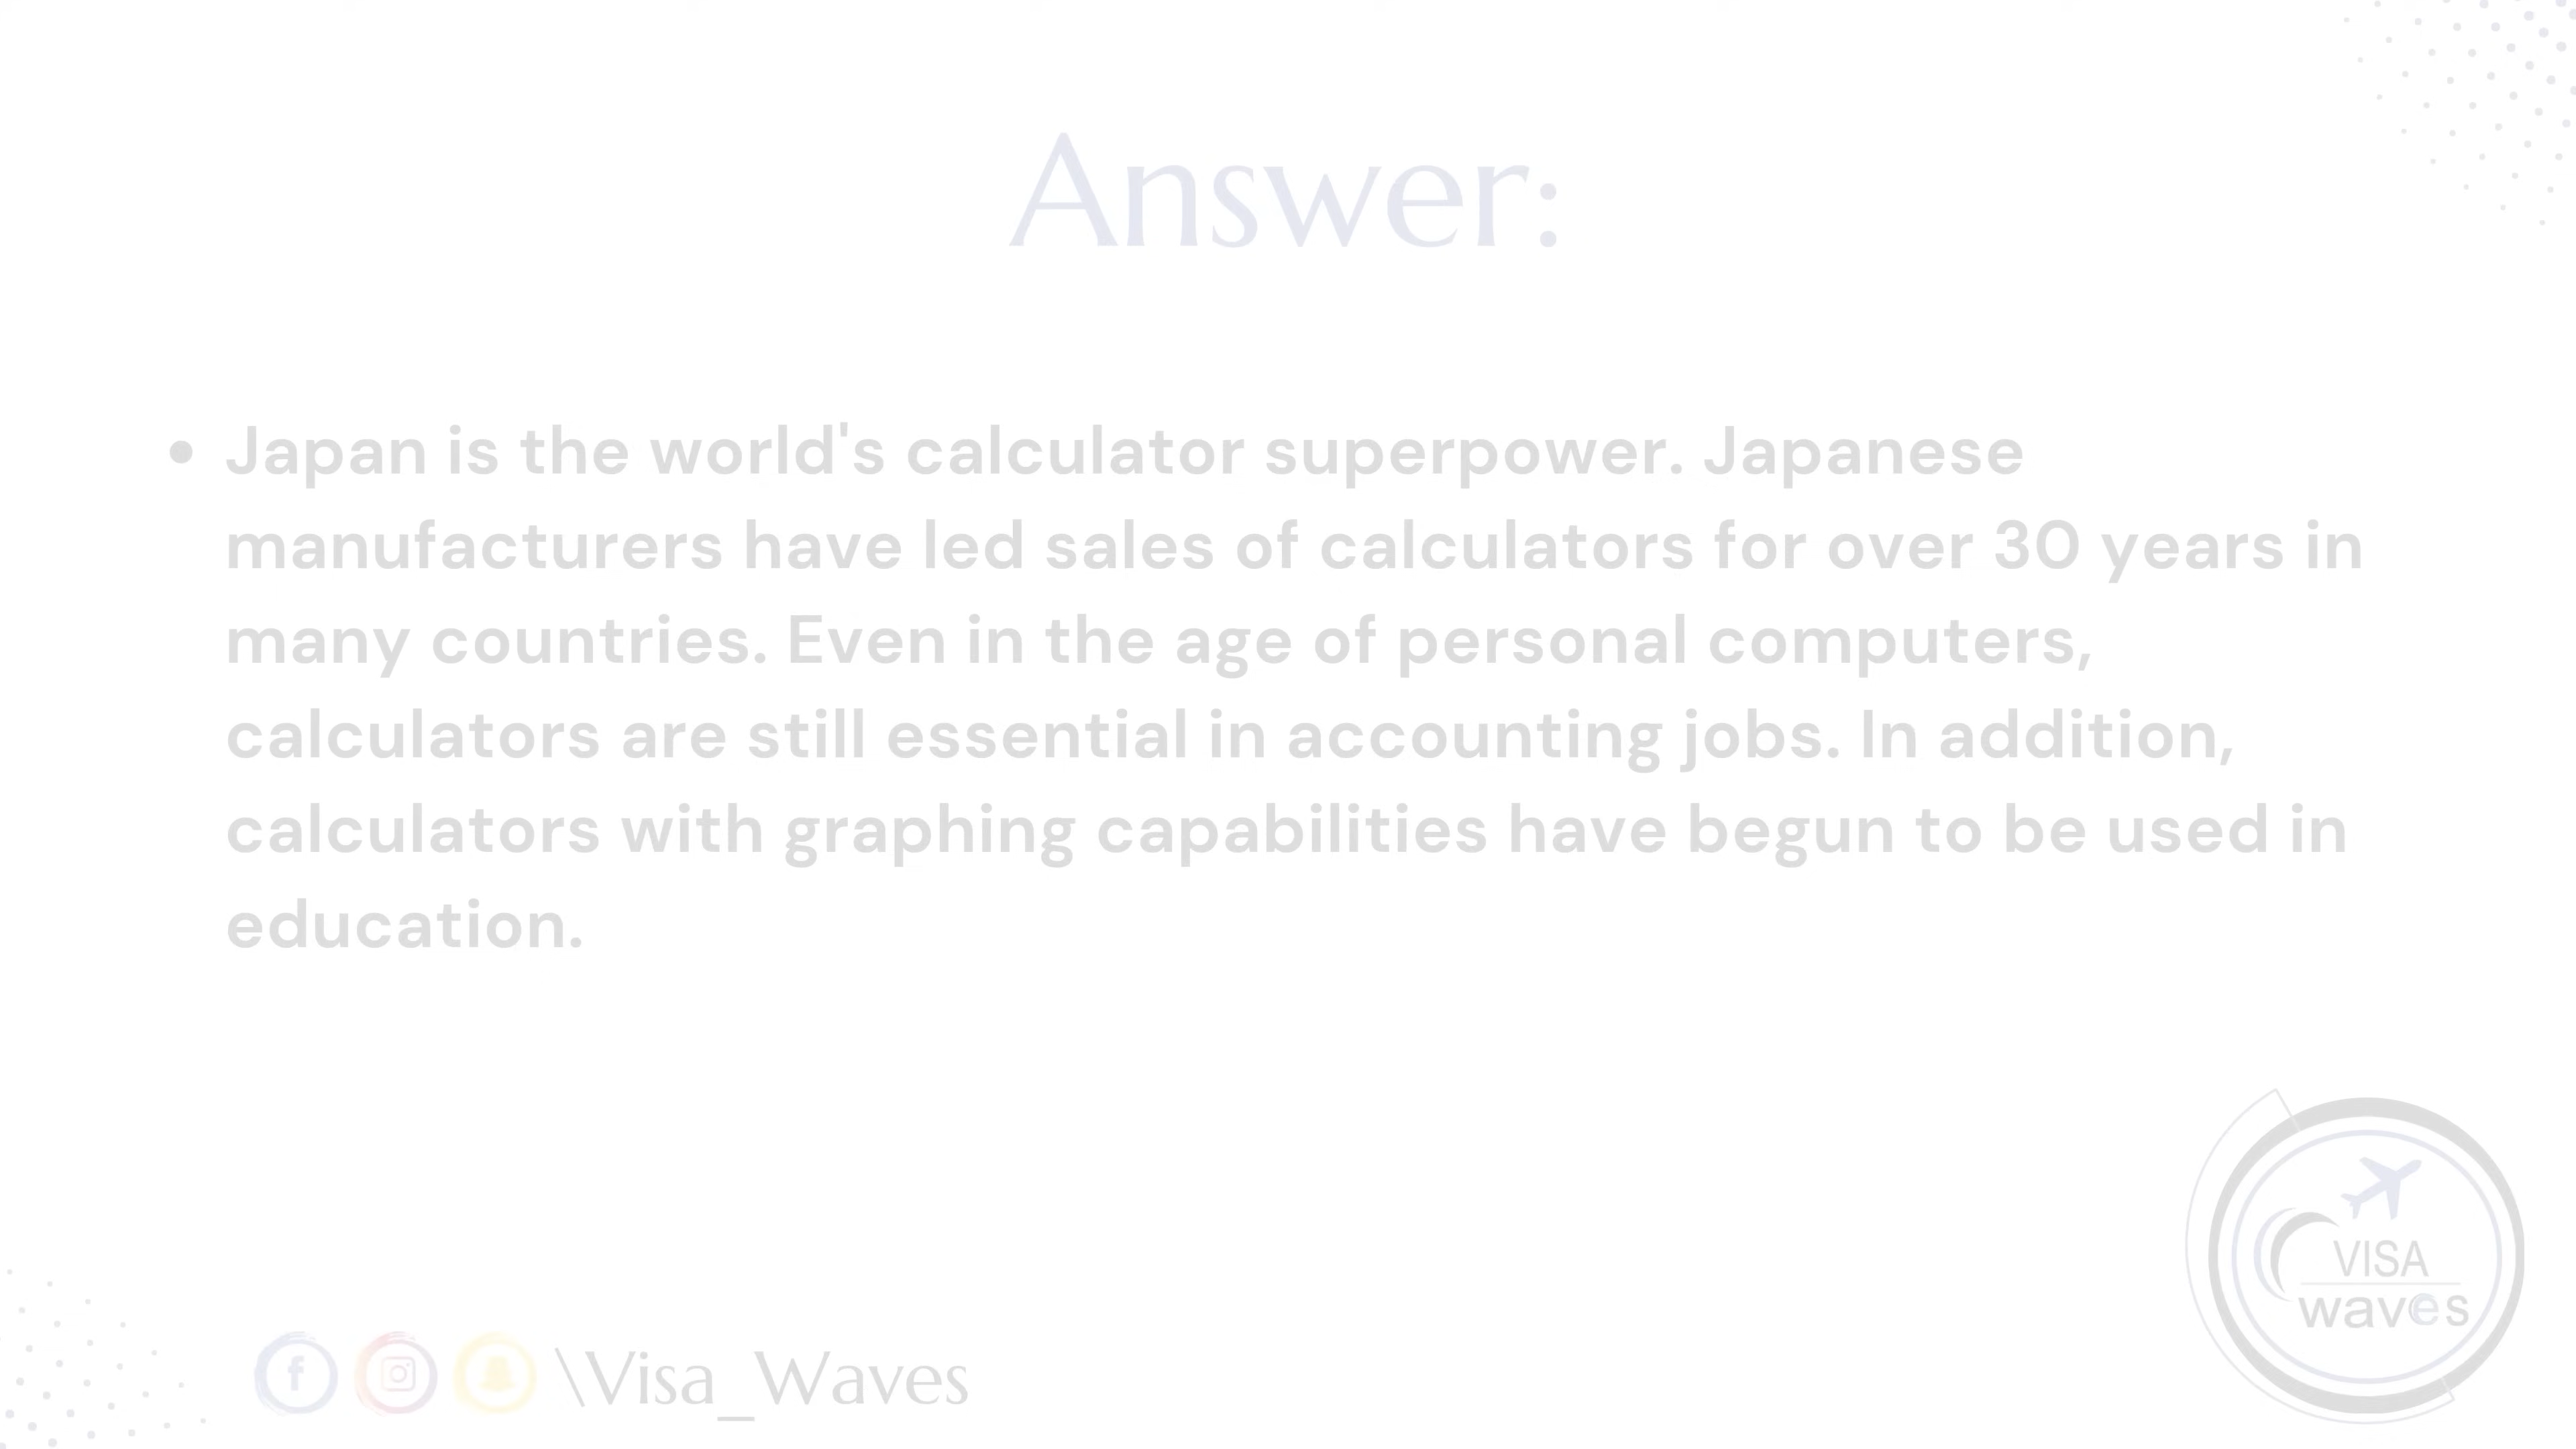 Answer:
• Japan is the world's calculator superpower. Japanese
manufacturers have led sales of calculators for over 30 years in
many countries. Even in the age of personal computers,
calculators are still essential in accounting jobs. In addition,
calculators with graphing capabilities have begun to be used in
education.
VISA
waves
\Visa_Waves